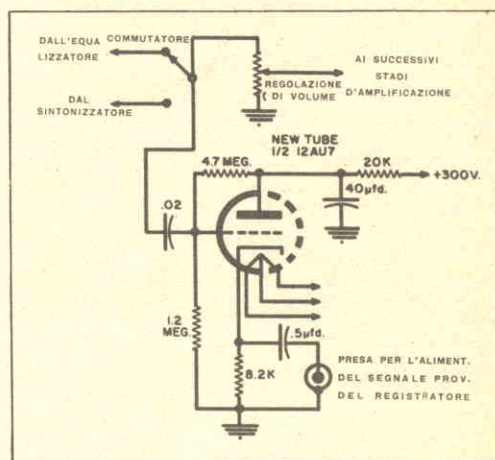 DALL'EQUA
LIZZATORE
COMMUTATORE
DAL
SINTONIZZATORE
REGOLAZIONE
DI VOLUME
AI SUCCESSIVI
STADI
D'AMPLIFICAZIONE
NEW TUBE
1/2 12AU7
4.7 MEG.
20K
+300V.
40µfd.
.02
1.2
MEG.
.5µfd.
8.2K
PRESA PER L'ALIMENT.
DEL SEGNALE PROV.
DEL REGISTRATORE